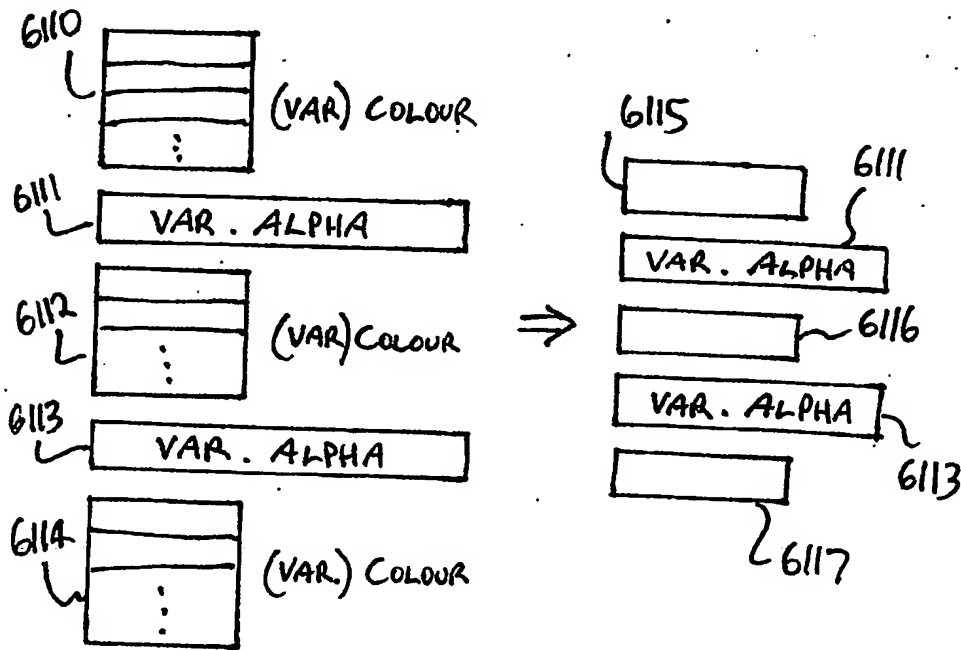 6110
(VAR) COLOUR
6111
VAR. ALPHA
6112
(VAR) COLOUR
6113
VAR. ALPHA
6114
(VAR.) COLOUR
⇒
6115
6111
VAR. ALPHA
6116
VAR. ALPHA
6113
6117